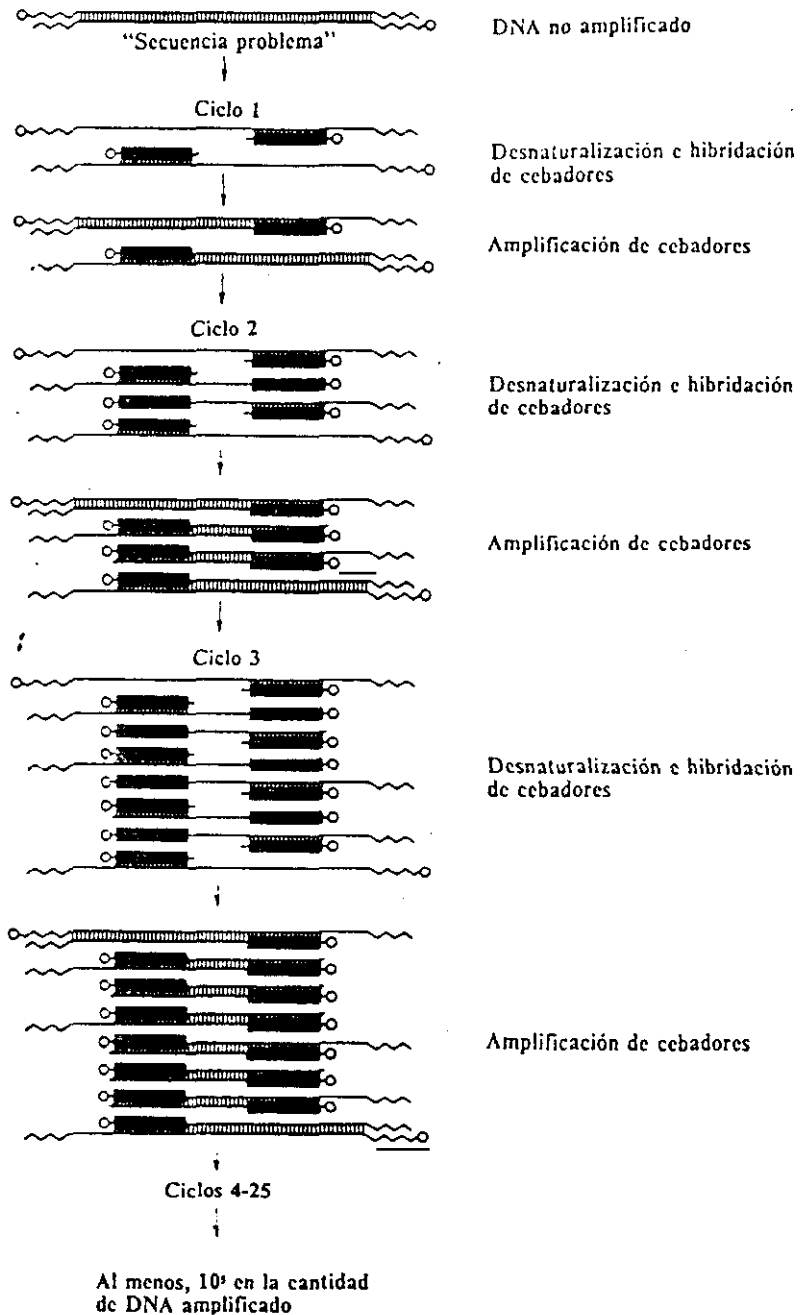 DNA no amplificado
“Secuencia problema”
Ciclo 1
Desnaturalización e hibridación
de cebadores
Amplificación de cebadores
Ciclo 2
Desnaturalización e hibridación
de cebadores
Amplificación de cebadores
Ciclo 3
Desnaturalización e hibridación
de cebadores
Amplificación de cebadores
Ciclos 4-25
Al menos, 10⁵ en la cantidad
de DNA amplificado